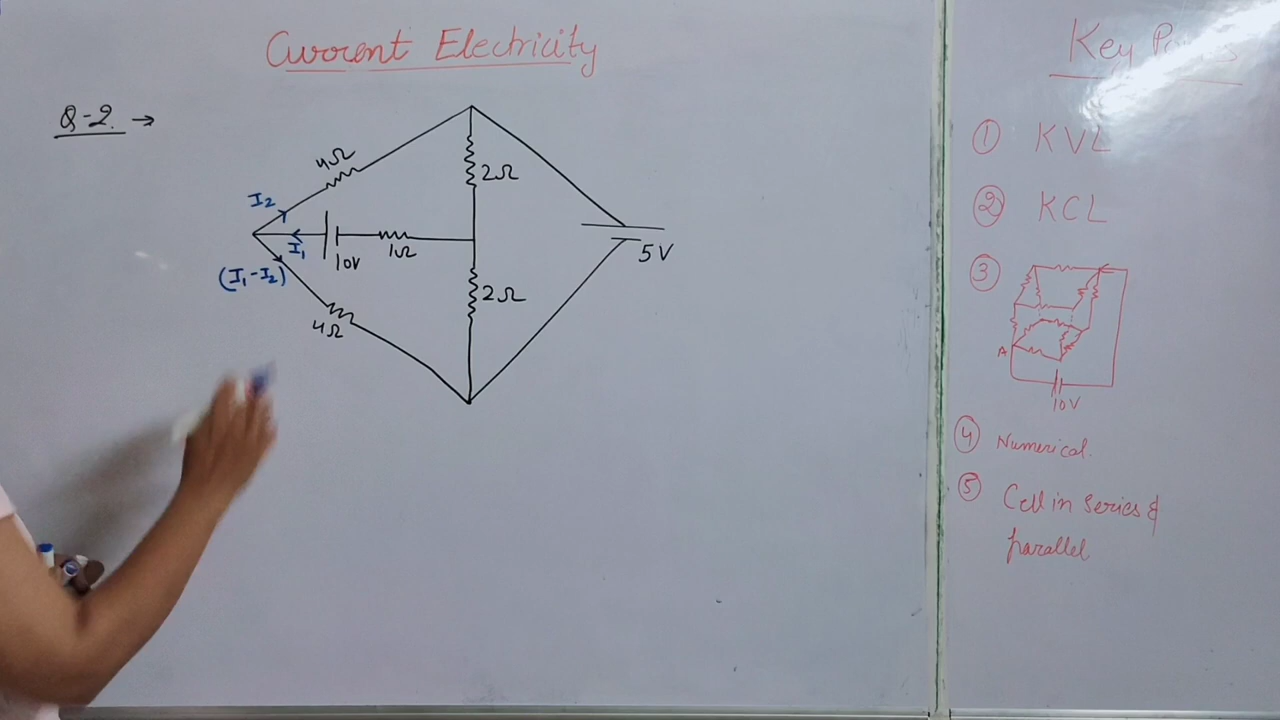 Current Electricity
Q-2. →
4Ω
2Ω
I₂
I₁
10V
1Ω
5V
(I₁-I₂)
2Ω
4Ω
Key
① KVL
② KCL
③
A
10V
④ Numerical.
⑤ Cell in Series &
parallel